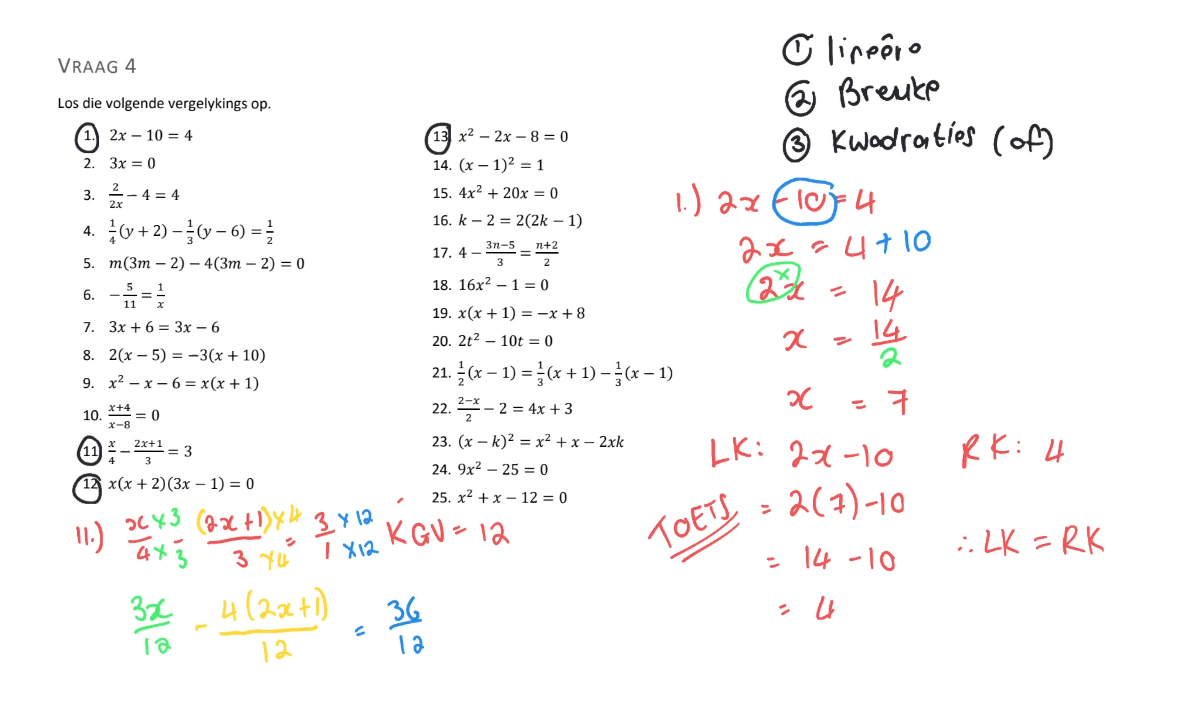 VRAAG 4
Los die volgende vergelykings op.
1. 2x − 10 = 4
2. 3x = 0
3. 2/2x − 4 = 4
4. 1/4(y + 2) − 1/3(y − 6) = 1/2
5. m(3m − 2) − 4(3m − 2) = 0
6. −5/11 = 1/x
7. 3x + 6 = 3x − 6
8. 2(x − 5) = −3(x + 10)
9. x² − x − 6 = x(x + 1)
10. x+4/x−8 = 0
11. x/4 − 2x+1/3 = 3
12. x(x + 2)(3x − 1) = 0
13. x² − 2x − 8 = 0
14. (x − 1)² = 1
15. 4x² + 20x = 0
16. k − 2 = 2(2k − 1)
17. 4 − 3n−5/3 = n+2/2
18. 16x² − 1 = 0
19. x(x + 1) = −x + 8
20. 2t² − 10t = 0
21. 1/2(x − 1) = 1/3(x + 1) − 1/3(x − 1)
22. 2−x/2 − 2 = 4x + 3
23. (x − k)² = x² + x − 2xk
24. 9x² − 25 = 0
25. x² + x − 12 = 0
① lineêre
② Breuke
③ Kwadraties (of)
1.) 2x −10 = 4
2x = 4 + 10
2x = 14
x = 14/2
x = 7
LK: 2x −10 RK: 4
TOETS = 2(7) −10
= 14 −10 ∴ LK = RK
= 4
11.) x×3/4×3 − (2x+1)×4/3×4 = 3×12/1×12 KGV = 12
3x/12 − 4(2x+1)/12 = 36/12